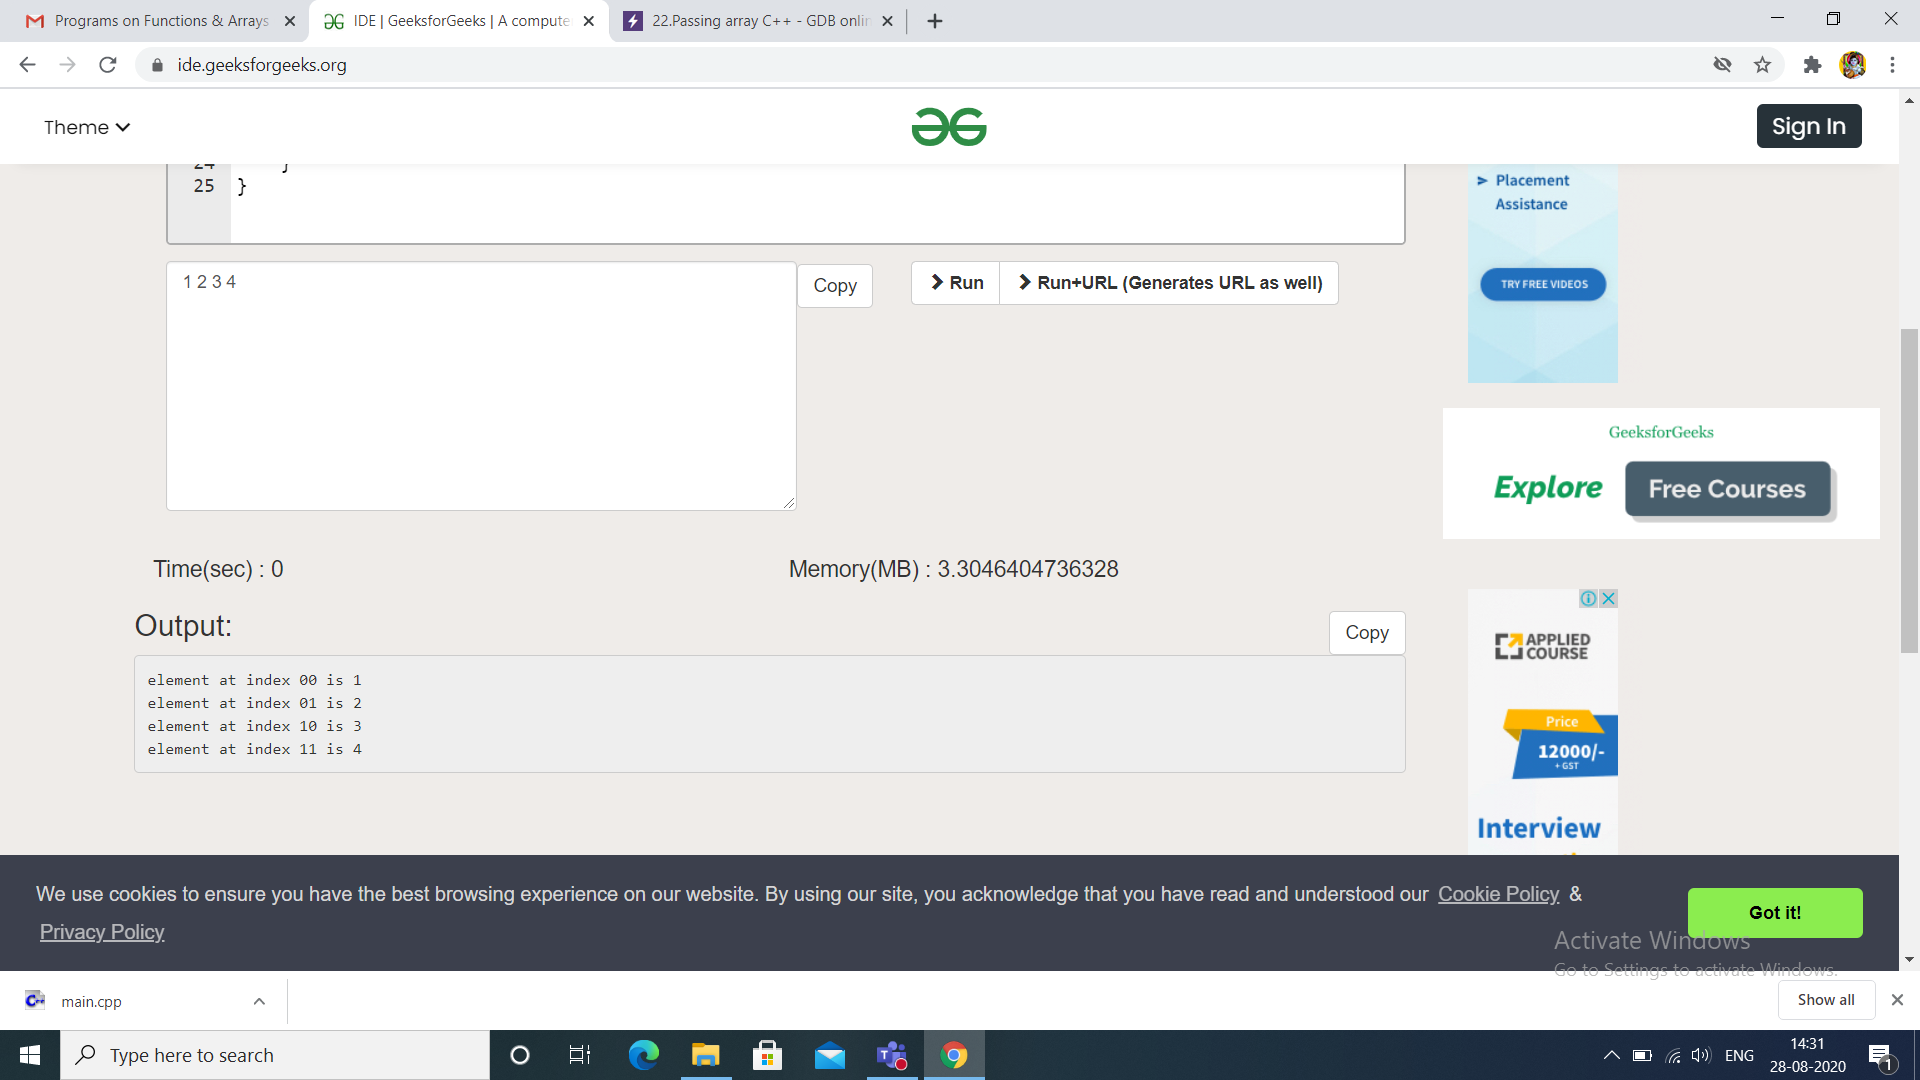 Programs on Functions & Arrays
IDE | GeeksforGeeks | A compute
22.Passing array C++ - GDB onlin
ide.geeksforgeeks.org
Theme
Sign In
24 }
25 }
1 2 3 4
Copy
Run
Run+URL (Generates URL as well)
Placement
Assistance
TRY FREE VIDEOS
GeeksforGeeks
Explore
Free Courses
Time(sec) : 0
Memory(MB) : 3.3046404736328
Output:
Copy
element at index 00 is 1
element at index 01 is 2
element at index 10 is 3
element at index 11 is 4
APPLIED
COURSE
Price
12000/-
+ GST
Interview
We use cookies to ensure you have the best browsing experience on our website. By using our site, you acknowledge that you have read and understood our Cookie Policy &
Privacy Policy
Got it!
Activate Windows
Go to Settings to activate Windows.
main.cpp
Show all
Type here to search
ENG
14:31
28-08-2020
1